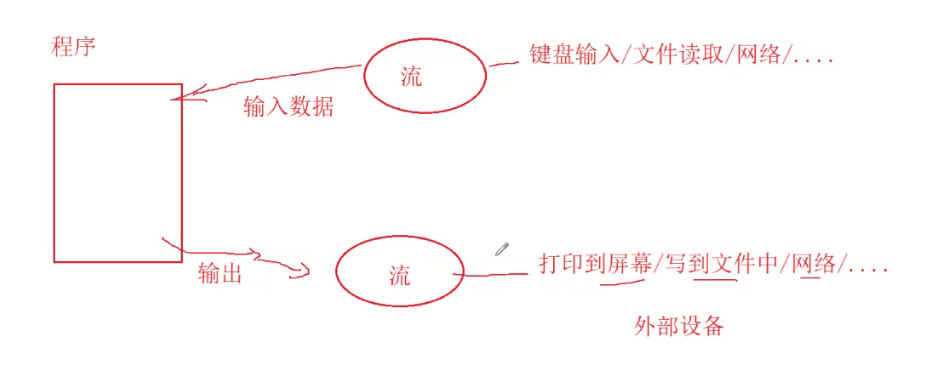 程序
流
键盘输入/文件读取/网络/....
输入数据
输出
流
打印到屏幕/写到文件中/网络/....
外部设备